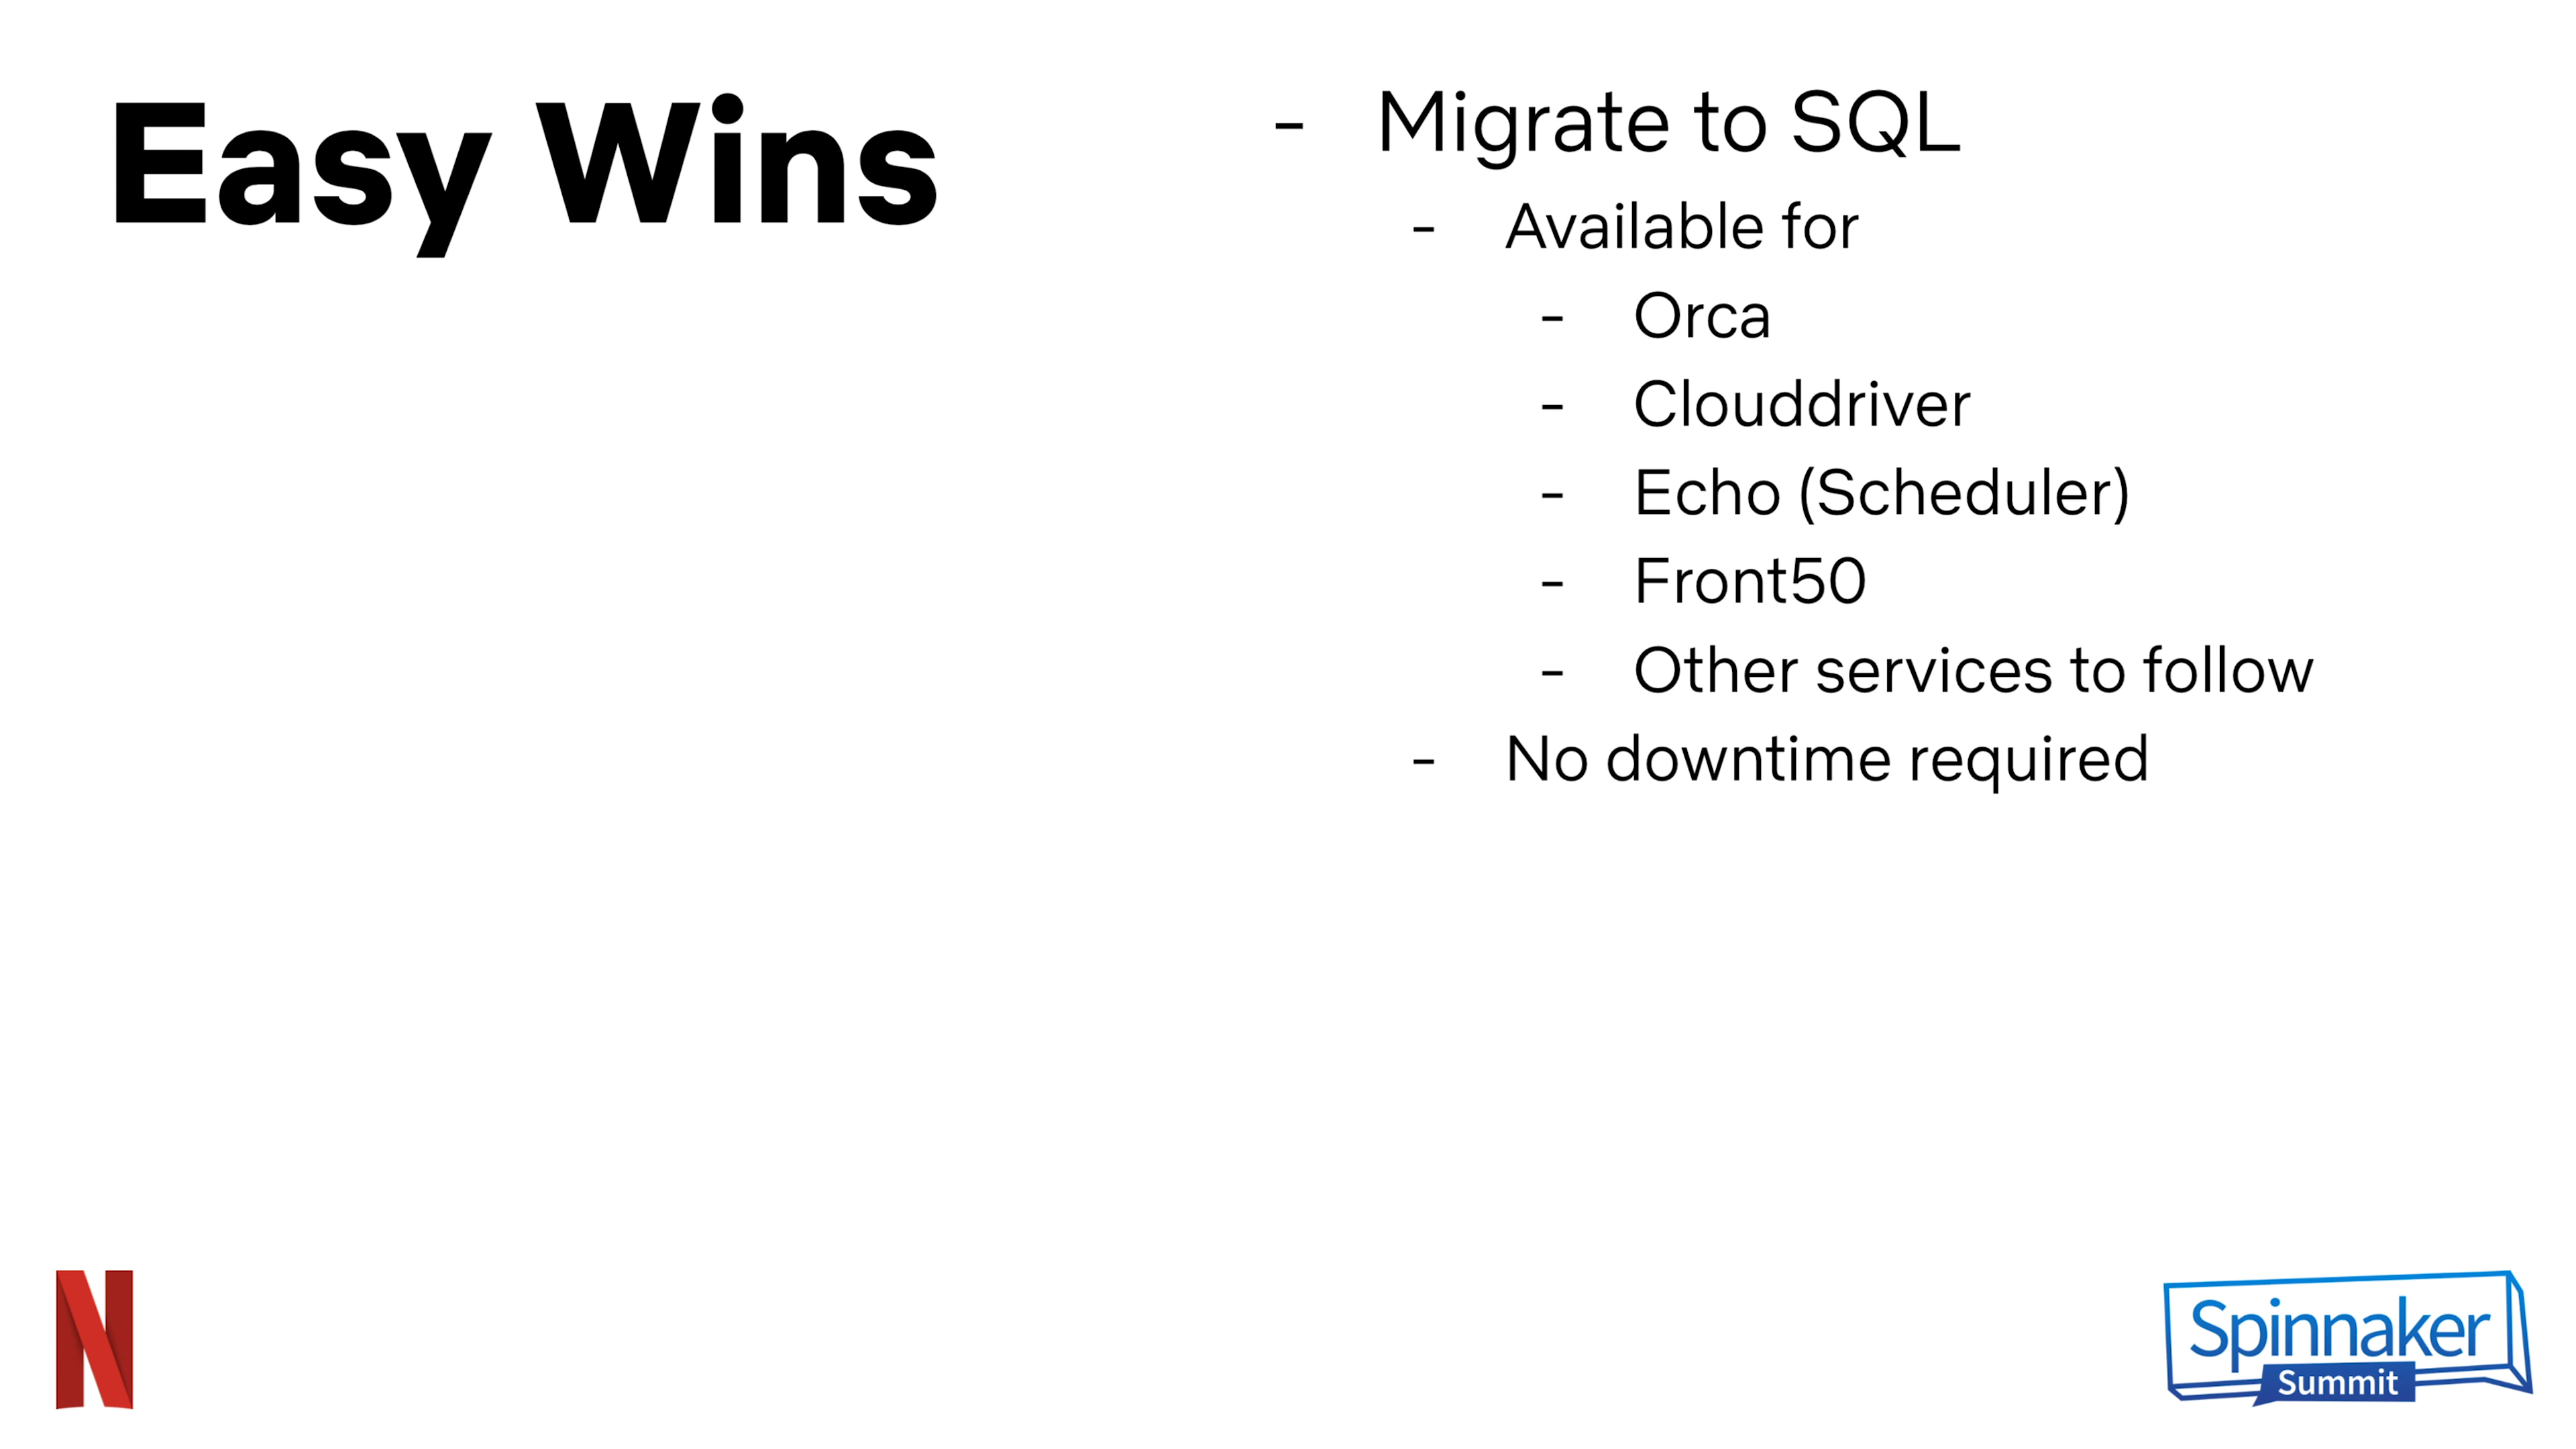 Easy Wins
- Migrate to SQL
- Available for
- Orca
- Clouddriver
- Echo (Scheduler)
- Front50
- Other services to follow
- No downtime required
N
Spinnaker
Summit